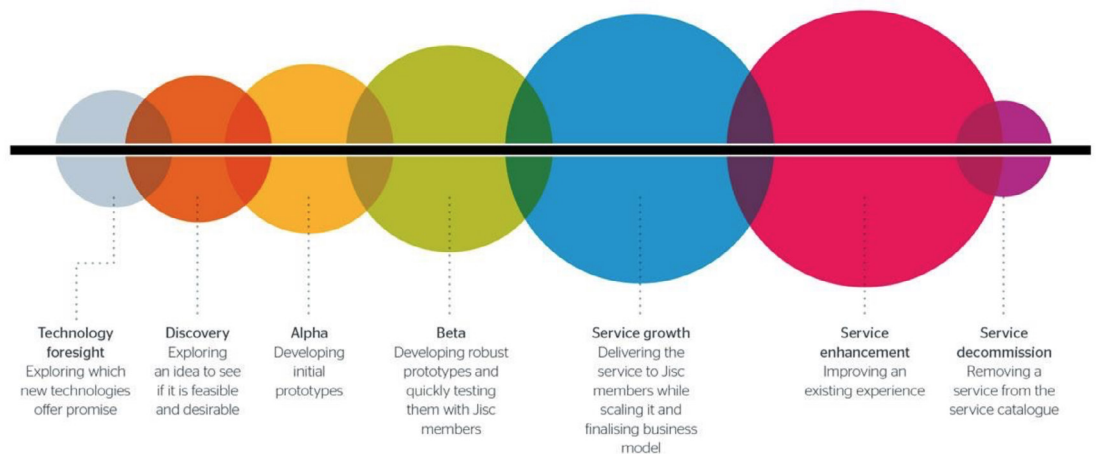 Technology
foresight
Exploring which
new technologies
offer promise
Discovery
Exploring
an idea to see
if it is feasible
and desirable
Alpha
Developing
initial
prototypes
Beta
Developing robust
prototypes and
quickly testing
them with Jisc
members
Service growth
Delivering the
service to Jisc
members while
scaling it and
finalising business
model
Service
enhancement
Improving an
existing experience
Service
decommission
Removing a
service from the
service catalogue